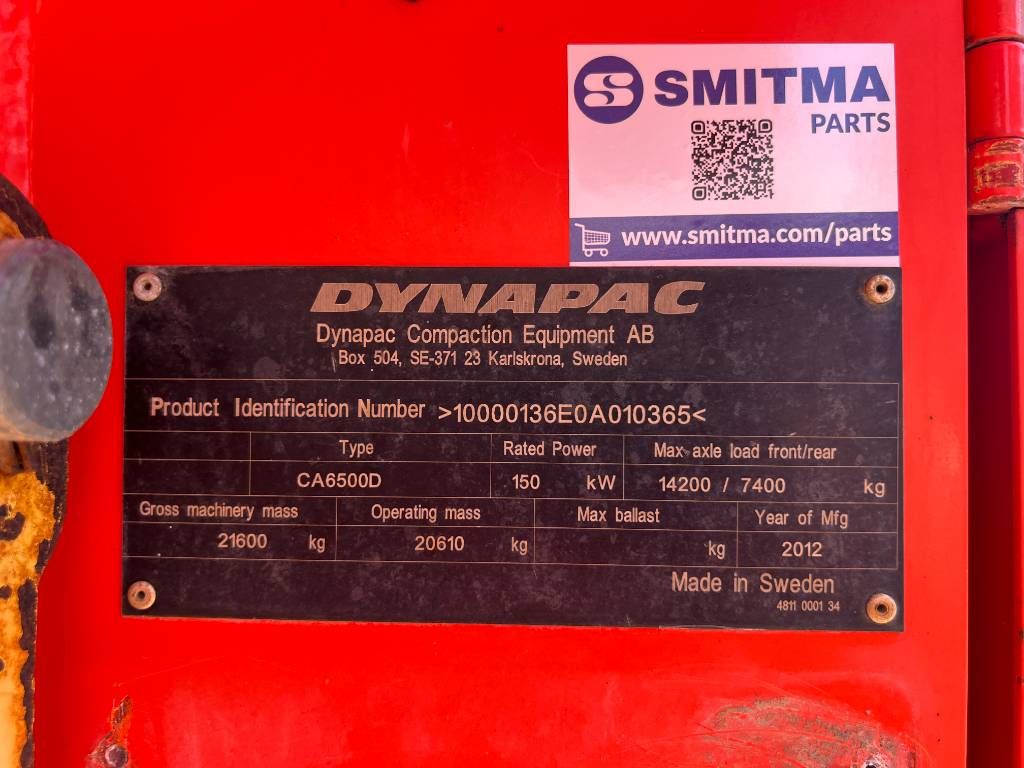 SMITMA
PARTS
www.smitma.com/parts
DYNAPAC
Dynapac Compaction Equipment AB
Box 504, SE-371 23 Karlskrona, Sweden
Product Identification Number >10000136E0A010365<
Type Rated Power Max axle load front/rear
CA6500D 150 kW 14200 / 7400 kg
Gross machinery mass Operating mass Max ballast Year of Mfg
21600 kg 20610 kg kg 2012
Made in Sweden
4811 0001 34